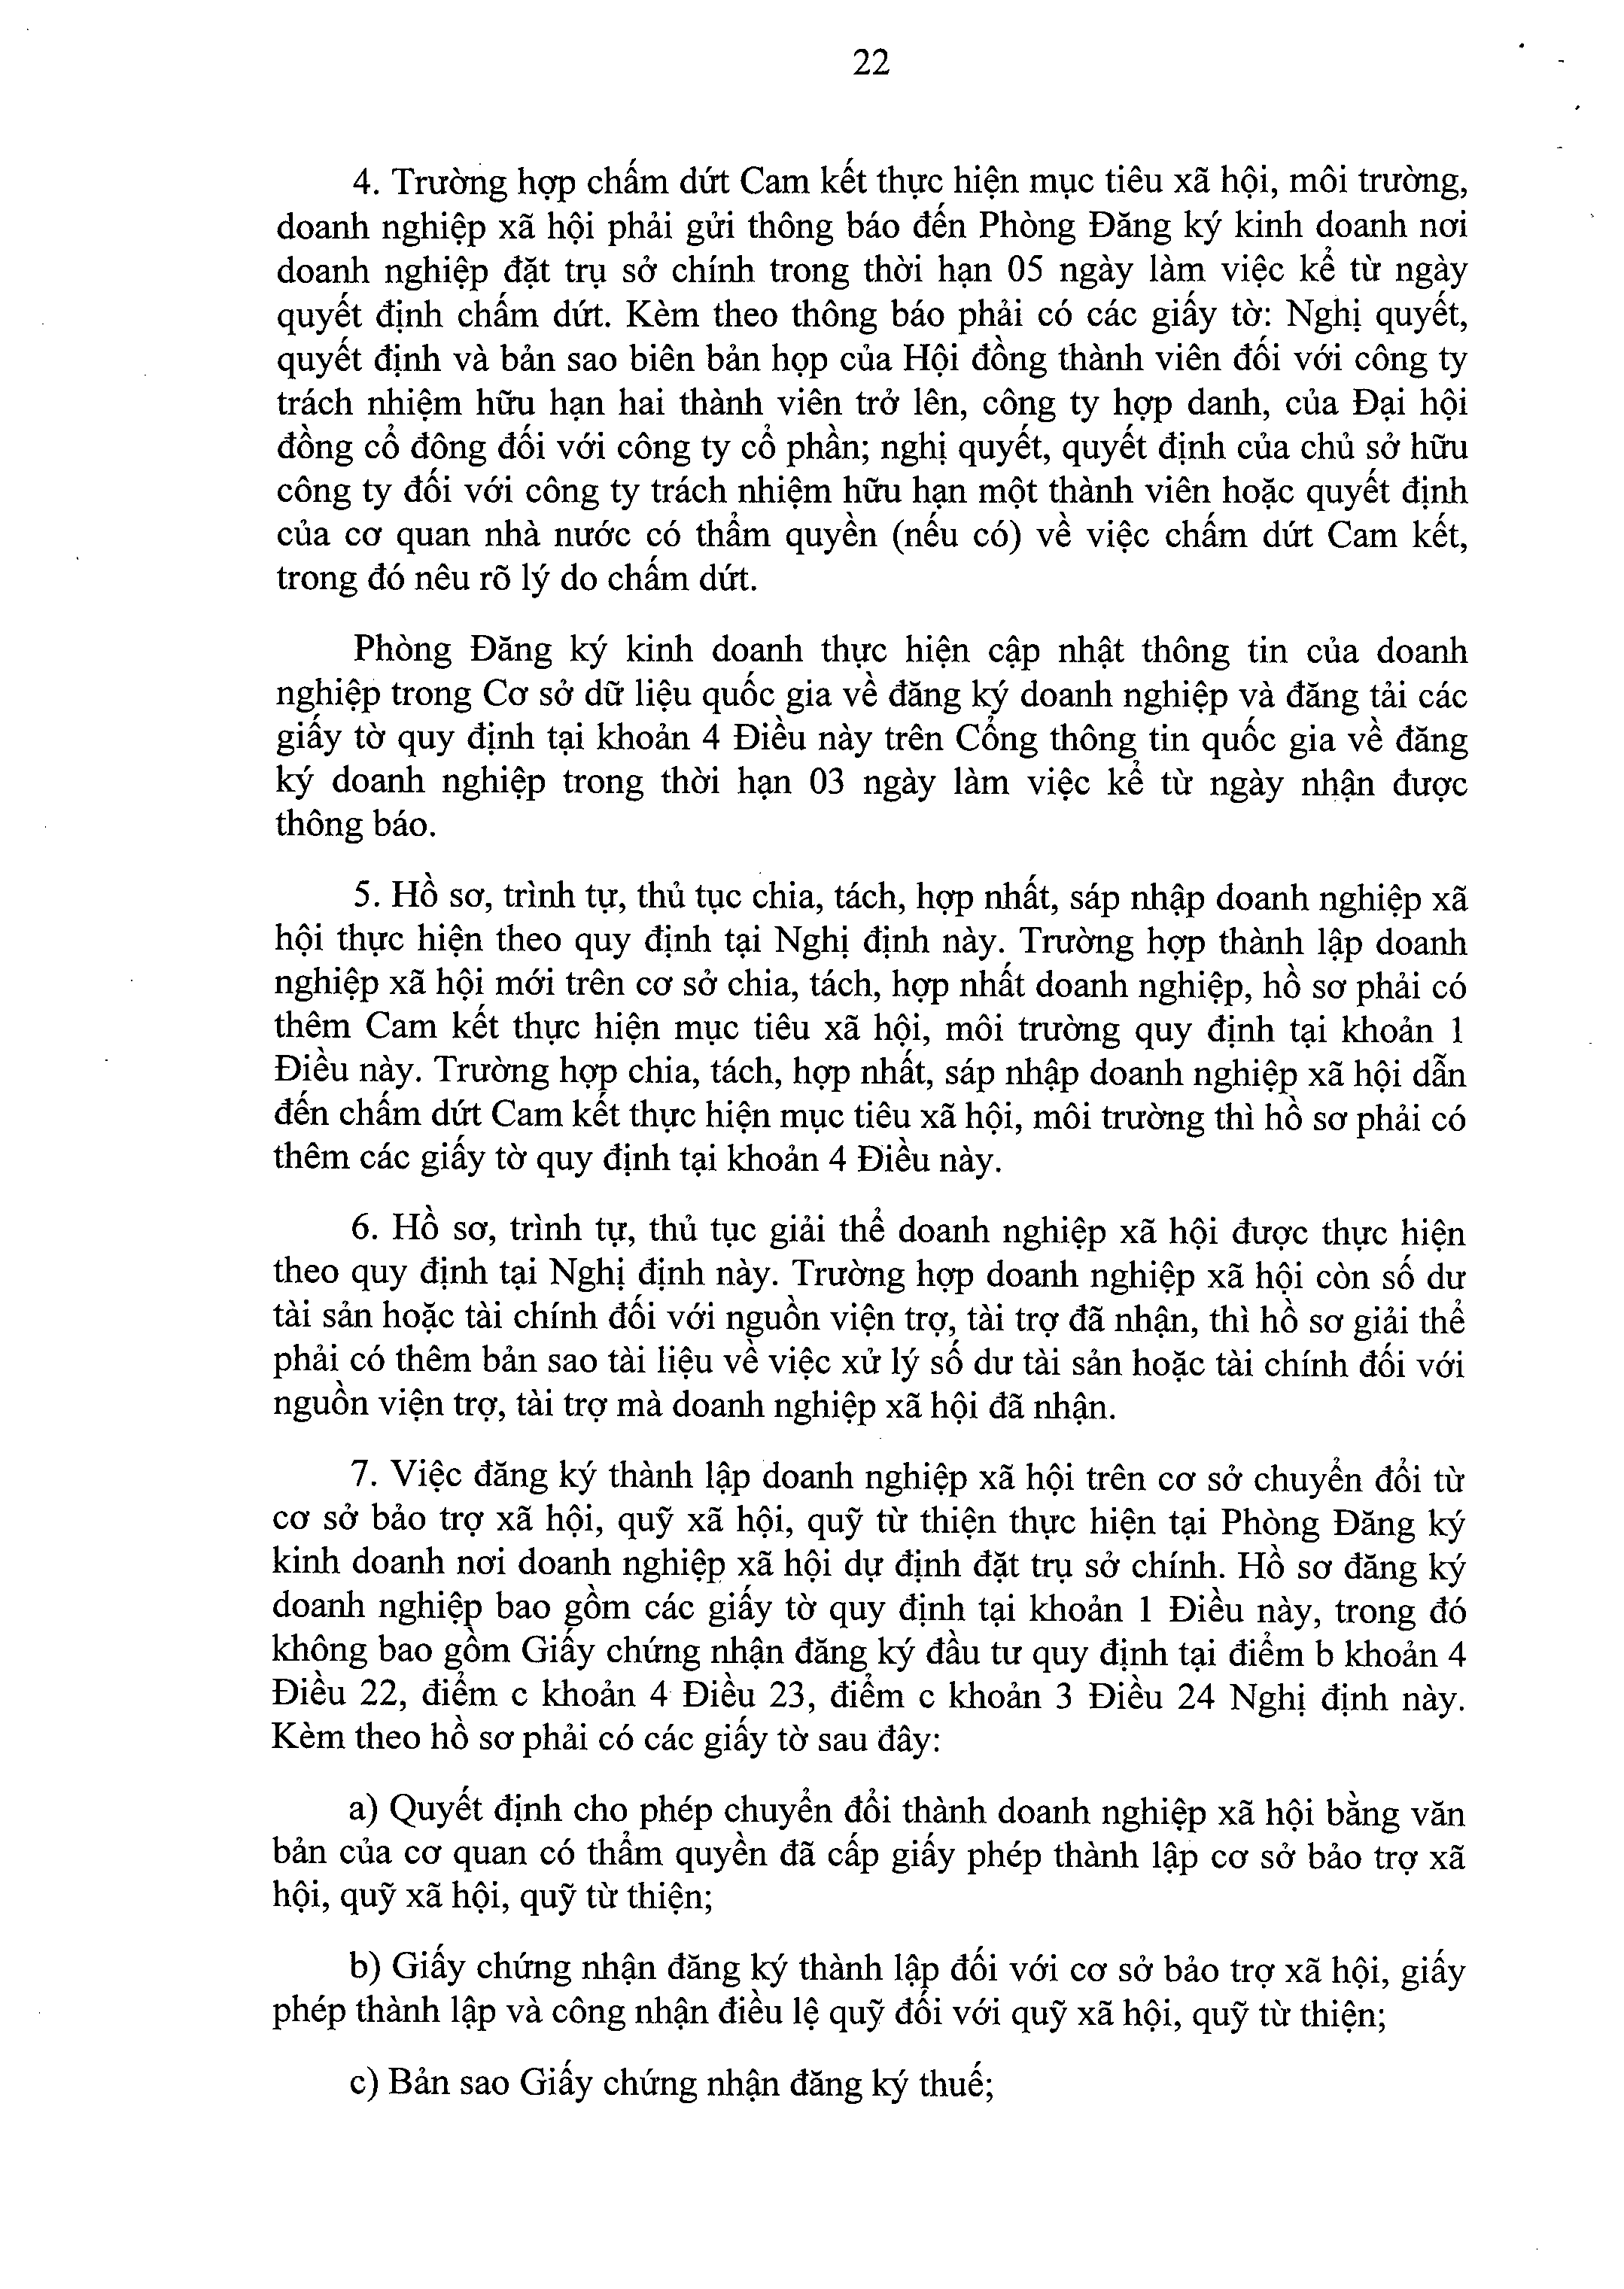 22
4. Trường hợp chấm dứt Cam kết thực hiện mục tiêu xã hội, môi trường,
doanh nghiệp xã hội phải gửi thông báo đến Phòng Đăng ký kinh doanh nơi
doanh nghiệp đặt trụ sở chính trong thời hạn 05 ngày làm việc kể từ ngày
quyết định chấm dứt. Kèm theo thông báo phải có các giấy tờ: Nghị quyết,
quyết định và bản sao biên bản họp của Hội đồng thành viên đối với công ty
trách nhiệm hữu hạn hai thành viên trở lên, công ty hợp danh, của Đại hội
đồng cổ đông đối với công ty cổ phần; nghị quyết, quyết định của chủ sở hữu
công ty đối với công ty trách nhiệm hữu hạn một thành viên hoặc quyết định
của cơ quan nhà nước có thẩm quyền (nếu có) về việc chấm dứt Cam kết,
trong đó nêu rõ lý do chấm dứt.
Phòng Đăng ký kinh doanh thực hiện cập nhật thông tin của doanh
nghiệp trong Cơ sở dữ liệu quốc gia về đăng ký doanh nghiệp và đăng tải các
giấy tờ quy định tại khoản 4 Điều này trên Cổng thông tin quốc gia về đăng
ký doanh nghiệp trong thời hạn 03 ngày làm việc kể từ ngày nhận được
thông báo.
5. Hồ sơ, trình tự, thủ tục chia, tách, hợp nhất, sáp nhập doanh nghiệp xã
hội thực hiện theo quy định tại Nghị định này. Trường hợp thành lập doanh
nghiệp xã hội mới trên cơ sở chia, tách, hợp nhất doanh nghiệp, hồ sơ phải có
thêm Cam kết thực hiện mục tiêu xã hội, môi trường quy định tại khoản 1
Điều này. Trường hợp chia, tách, hợp nhất, sáp nhập doanh nghiệp xã hội dẫn
đến chấm dứt Cam kết thực hiện mục tiêu xã hội, môi trường thì hồ sơ phải có
thêm các giấy tờ quy định tại khoản 4 Điều này.
6. Hồ sơ, trình tự, thủ tục giải thể doanh nghiệp xã hội được thực hiện
theo quy định tại Nghị định này. Trường hợp doanh nghiệp xã hội còn số dư
tài sản hoặc tài chính đối với nguồn viện trợ, tài trợ đã nhận, thì hồ sơ giải thể
phải có thêm bản sao tài liệu về việc xử lý số dư tài sản hoặc tài chính đối với
nguồn viện trợ, tài trợ mà doanh nghiệp xã hội đã nhận.
7. Việc đăng ký thành lập doanh nghiệp xã hội trên cơ sở chuyển đổi từ
cơ sở bảo trợ xã hội, quỹ xã hội, quỹ từ thiện thực hiện tại Phòng Đăng ký
kinh doanh nơi doanh nghiệp xã hội dự định đặt trụ sở chính. Hồ sơ đăng ký
doanh nghiệp bao gồm các giấy tờ quy định tại khoản 1 Điều này, trong đó
không bao gồm Giấy chứng nhận đăng ký đầu tư quy định tại điểm b khoản 4
Điều 22, điểm c khoản 4 Điều 23, điểm c khoản 3 Điều 24 Nghị định này.
Kèm theo hồ sơ phải có các giấy tờ sau đây:
a) Quyết định cho phép chuyển đổi thành doanh nghiệp xã hội bằng văn
bản của cơ quan có thẩm quyền đã cấp giấy phép thành lập cơ sở bảo trợ xã
hội, quỹ xã hội, quỹ từ thiện;
b) Giấy chứng nhận đăng ký thành lập đối với cơ sở bảo trợ xã hội, giấy
phép thành lập và công nhận điều lệ quỹ đối với quỹ xã hội, quỹ từ thiện;
c) Bản sao Giấy chứng nhận đăng ký thuế;